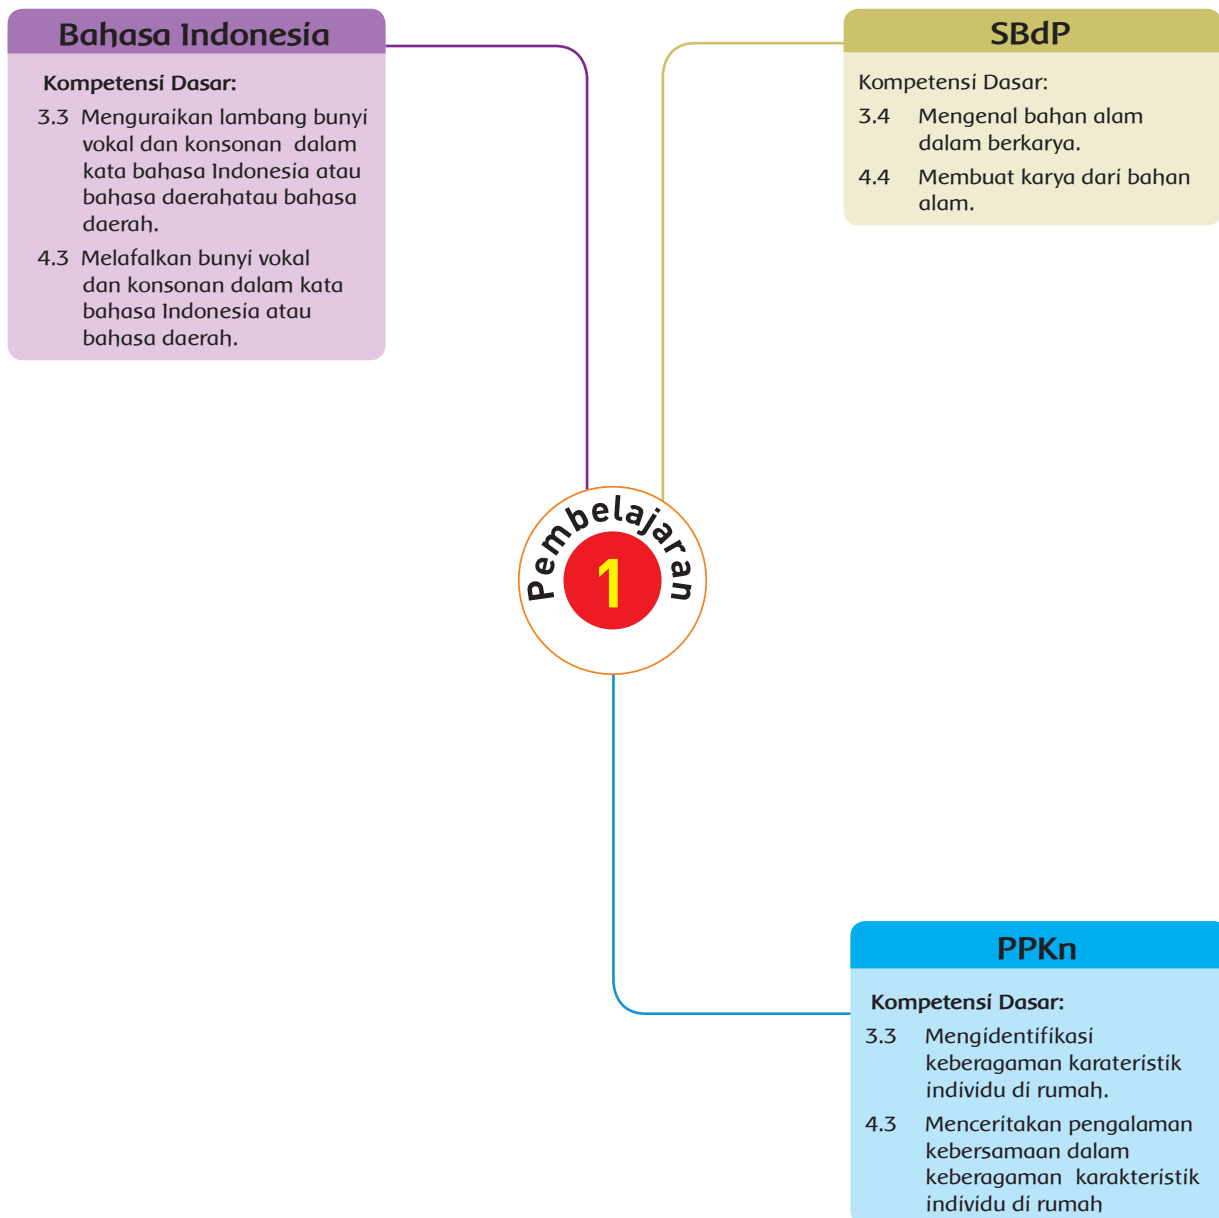 Bahasa Indonesia
Kompetensi Dasar:
3.3 Menguraikan lambang bunyi
vokal dan konsonan dalam
kata bahasa Indonesia atau
bahasa daerahatau bahasa
daerah.
4.3 Melafalkan bunyi vokal
dan konsonan dalam kata
bahasa Indonesia atau
bahasa daerah.
SBdP
Kompetensi Dasar:
3.4 Mengenal bahan alam
dalam berkarya.
4.4 Membuat karya dari bahan
alam.
Pembelajaran
1
PPKn
Kompetensi Dasar:
3.3 Mengidentifikasi
keberagaman karateristik
individu di rumah.
4.3 Menceritakan pengalaman
kebersamaan dalam
keberagaman karakteristik
individu di rumah